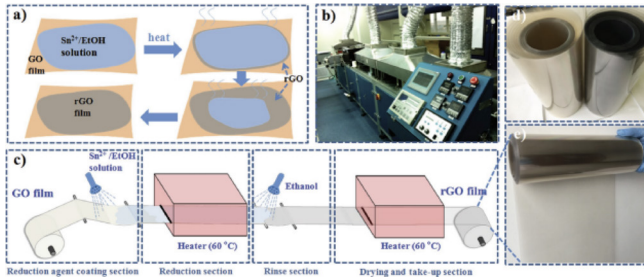 a)
Sn²⁺/EtOH
solution
GO
film
heat
rGO
rGO
film
b)
d)
c)
Sn²⁺/EtOH
solution
GO film
Ethanol
rGO film
Heater (60 °C)
Heater (60 °C)
Reduction agent coating section
Reduction section
Rinse section
Drying and take-up section